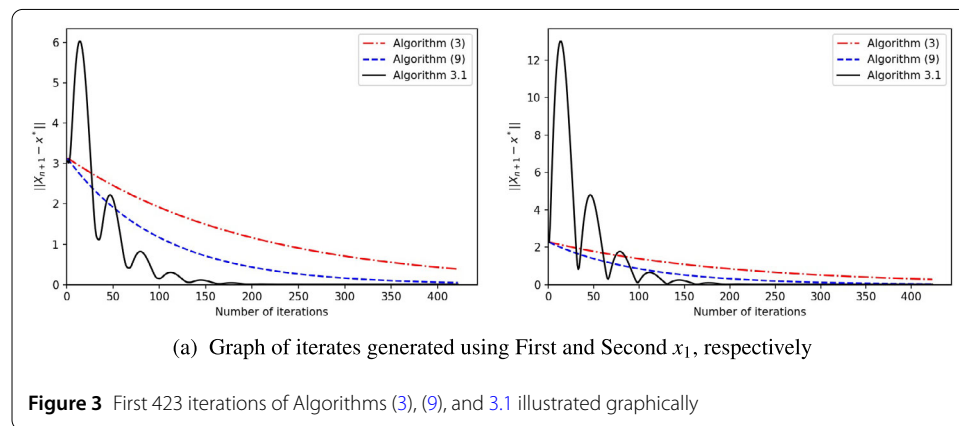 6
5
4
3
2
1
0
||X_{n+1} − x^*||
0 50 100 150 200 250 300 350 400
Number of iterations
Algorithm (3)
Algorithm (9)
Algorithm 3.1
12
10
8
6
4
2
0
||X_{n+1} − x^*||
0 50 100 150 200 250 300 350 400
Number of iterations
Algorithm (3)
Algorithm (9)
Algorithm 3.1
(a) Graph of iterates generated using First and Second x₁, respectively
Figure 3 First 423 iterations of Algorithms (3), (9), and 3.1 illustrated graphically